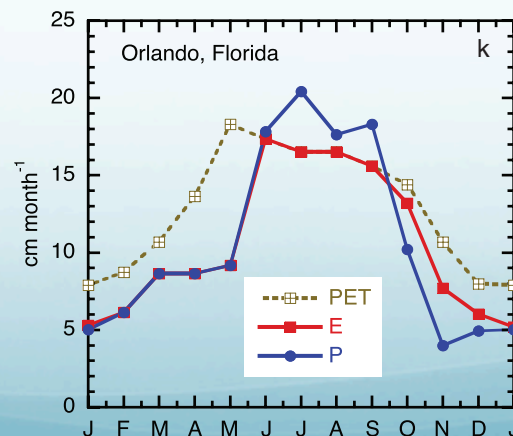 25
20
15
10
5
0
cm month⁻¹
Orlando, Florida
k
PET
E
P
J F M A M J J A S O N D J